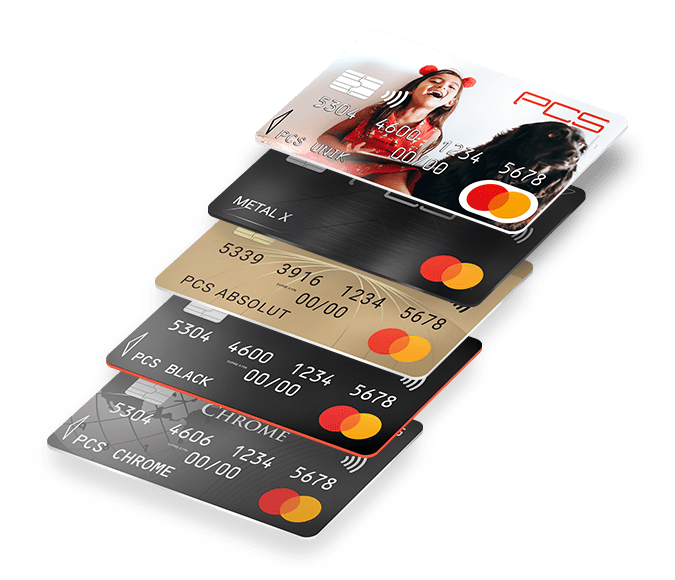 PCS
5304 4600 1234 5678
00/00
PCS UNIK
METAL X
5339 3916 1234 5678
00/00
PCS ABSOLUT
5304 4600 1234 5678
00/00
PCS BLACK
CHROME
5304 4606 1234 5678
00/00
PCS CHROME